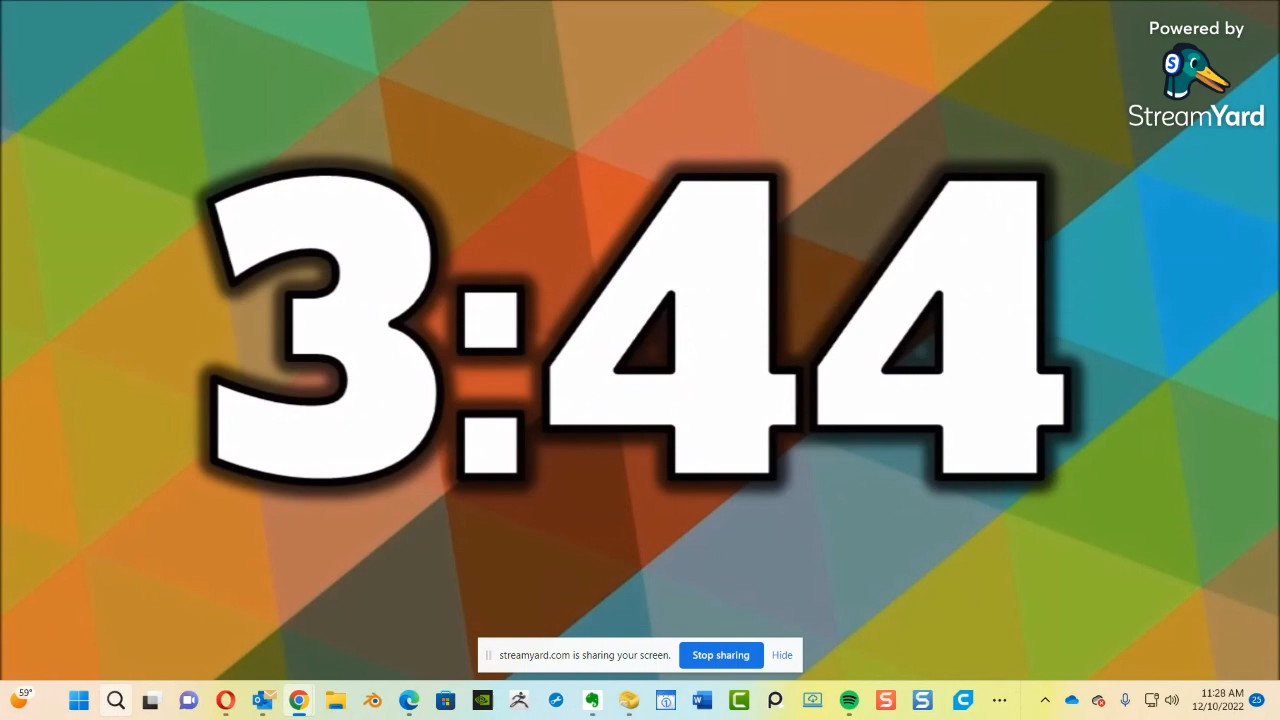 Powered by
S
StreamYard
3:44
streamyard.com is sharing your screen.
Stop sharing
Hide
59°
11:28 AM
12/10/2022
25